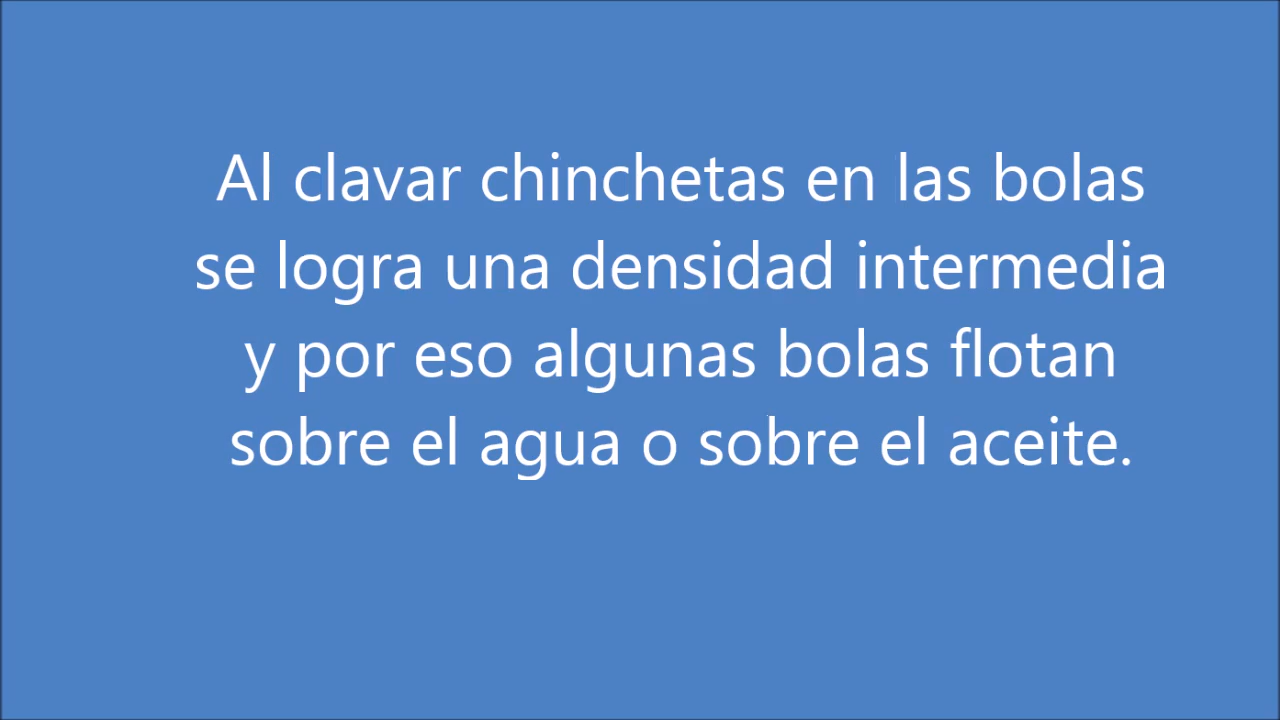 Al clavar chinchetas en las bolas
se logra una densidad intermedia
y por eso algunas bolas flotan
sobre el agua o sobre el aceite.